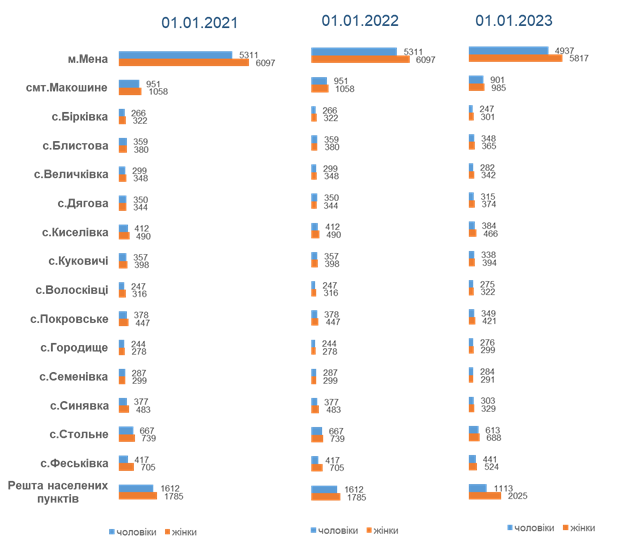 01.01.2021 01.01.2022 01.01.2023
м.Мена 5311 5311 4937
6097 6097 5817
смт.Макошине 951 951 901
1058 1058 985
с.Бірківка 266 266 247
322 322 301
с.Блистова 359 359 348
380 380 365
с.Величківка 299 299 282
348 348 342
с.Дягова 350 350 315
344 344 374
с.Киселівка 412 412 384
490 490 466
с.Куковичі 357 357 338
398 398 394
с.Волосківці 247 247 275
316 316 322
с.Покровське 378 378 349
447 447 421
с.Городище 244 244 276
278 278 299
с.Семенівка 287 287 284
299 299 291
с.Синявка 377 377 303
483 483 329
с.Стольне 667 667 613
739 739 688
с.Феськівка 417 417 441
705 705 524
Решта населених 1612 1612 1113
пунктів 1785 1785 2025
чоловіки жінки чоловіки жінки чоловіки жінки